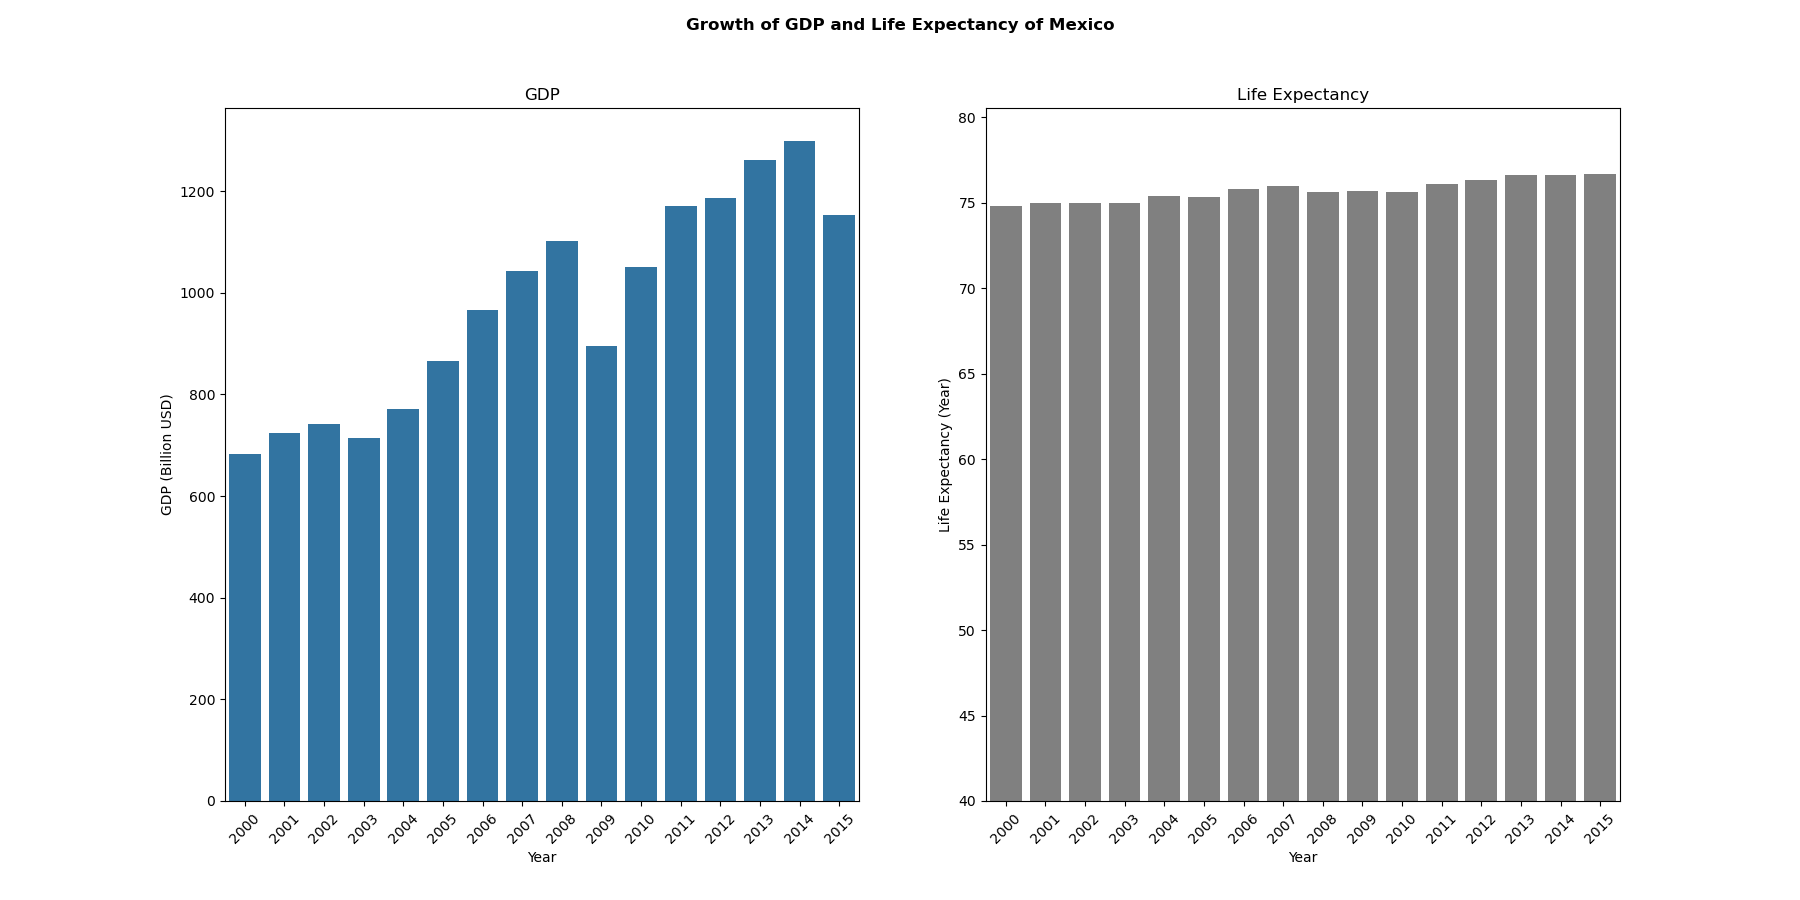 Growth of GDP and Life Expectancy of Mexico
GDP
GDP (Billion USD)
1200
1000
800
600
400
200
0
2000 2001 2002 2003 2004 2005 2006 2007 2008 2009 2010 2011 2012 2013 2014 2015
Year
Life Expectancy
Life Expectancy (Year)
80
75
70
65
60
55
50
45
40
2000 2001 2002 2003 2004 2005 2006 2007 2008 2009 2010 2011 2012 2013 2014 2015
Year